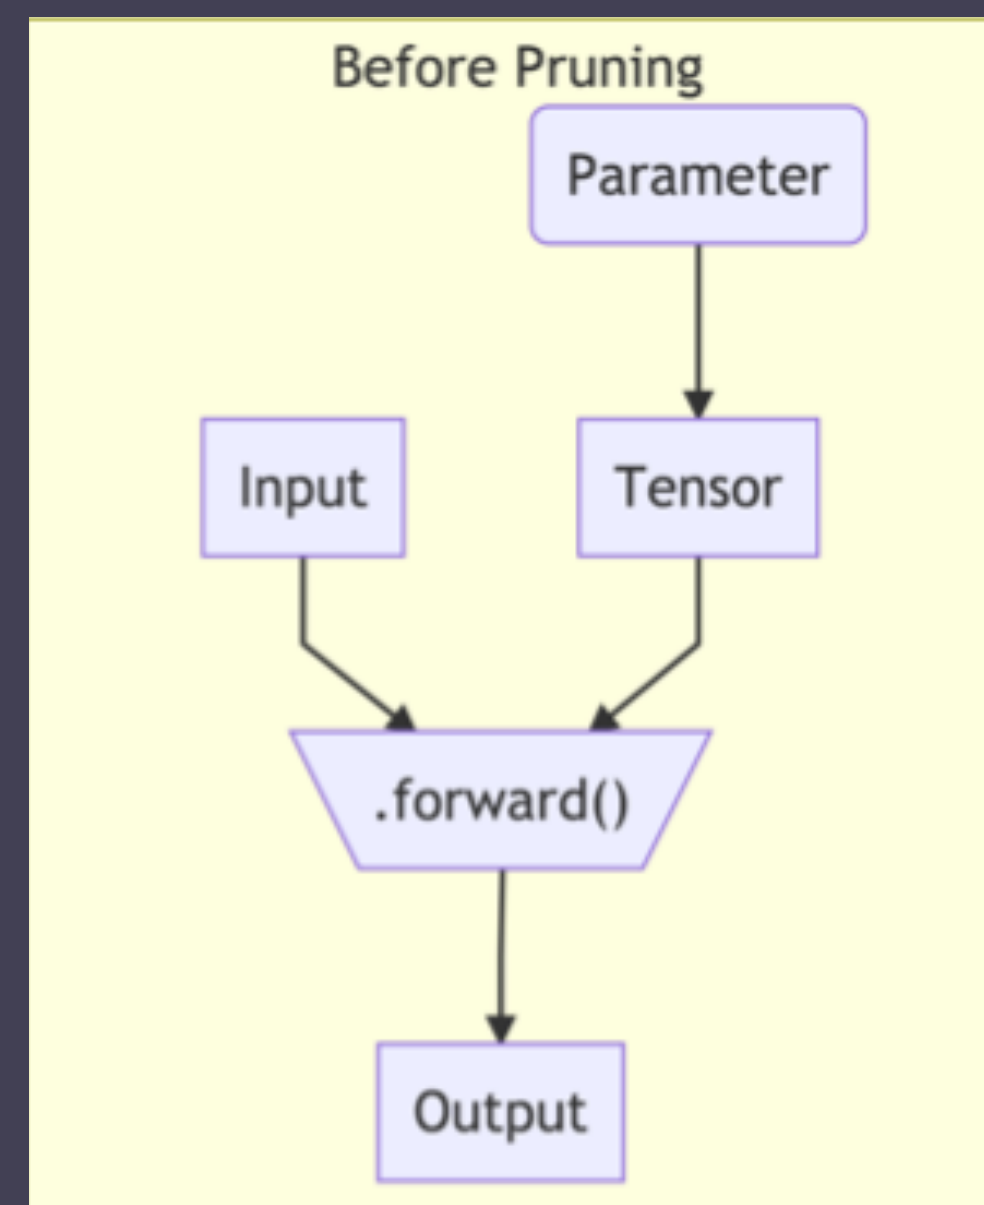 Before Pruning
Parameter
Input
Tensor
.forward()
Output